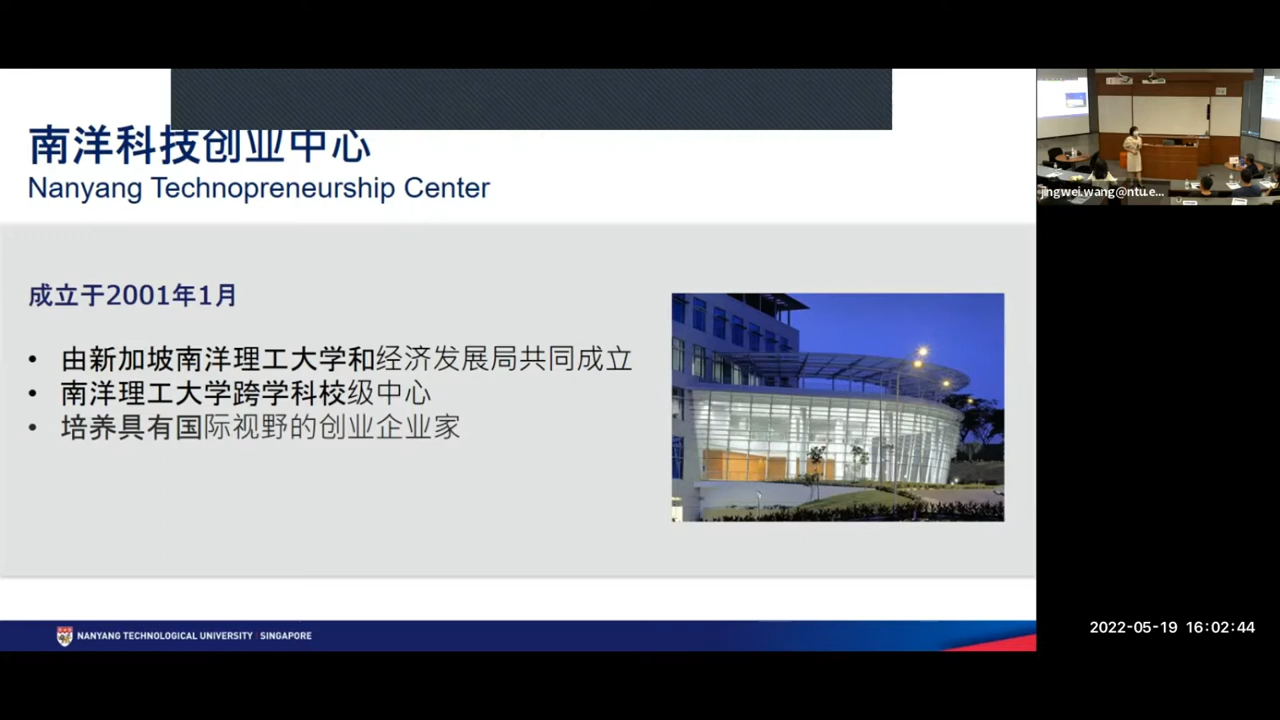 南洋科技创业中心
Nanyang Technopreneurship Center
成立于2001年1月
• 由新加坡南洋理工大学和经济发展局共同成立
• 南洋理工大学跨学科校级中心
• 培养具有国际视野的创业企业家
NANYANG TECHNOLOGICAL UNIVERSITY | SINGAPORE
jingwei.wang@ntu.e...
2022-05-19 16:02:44